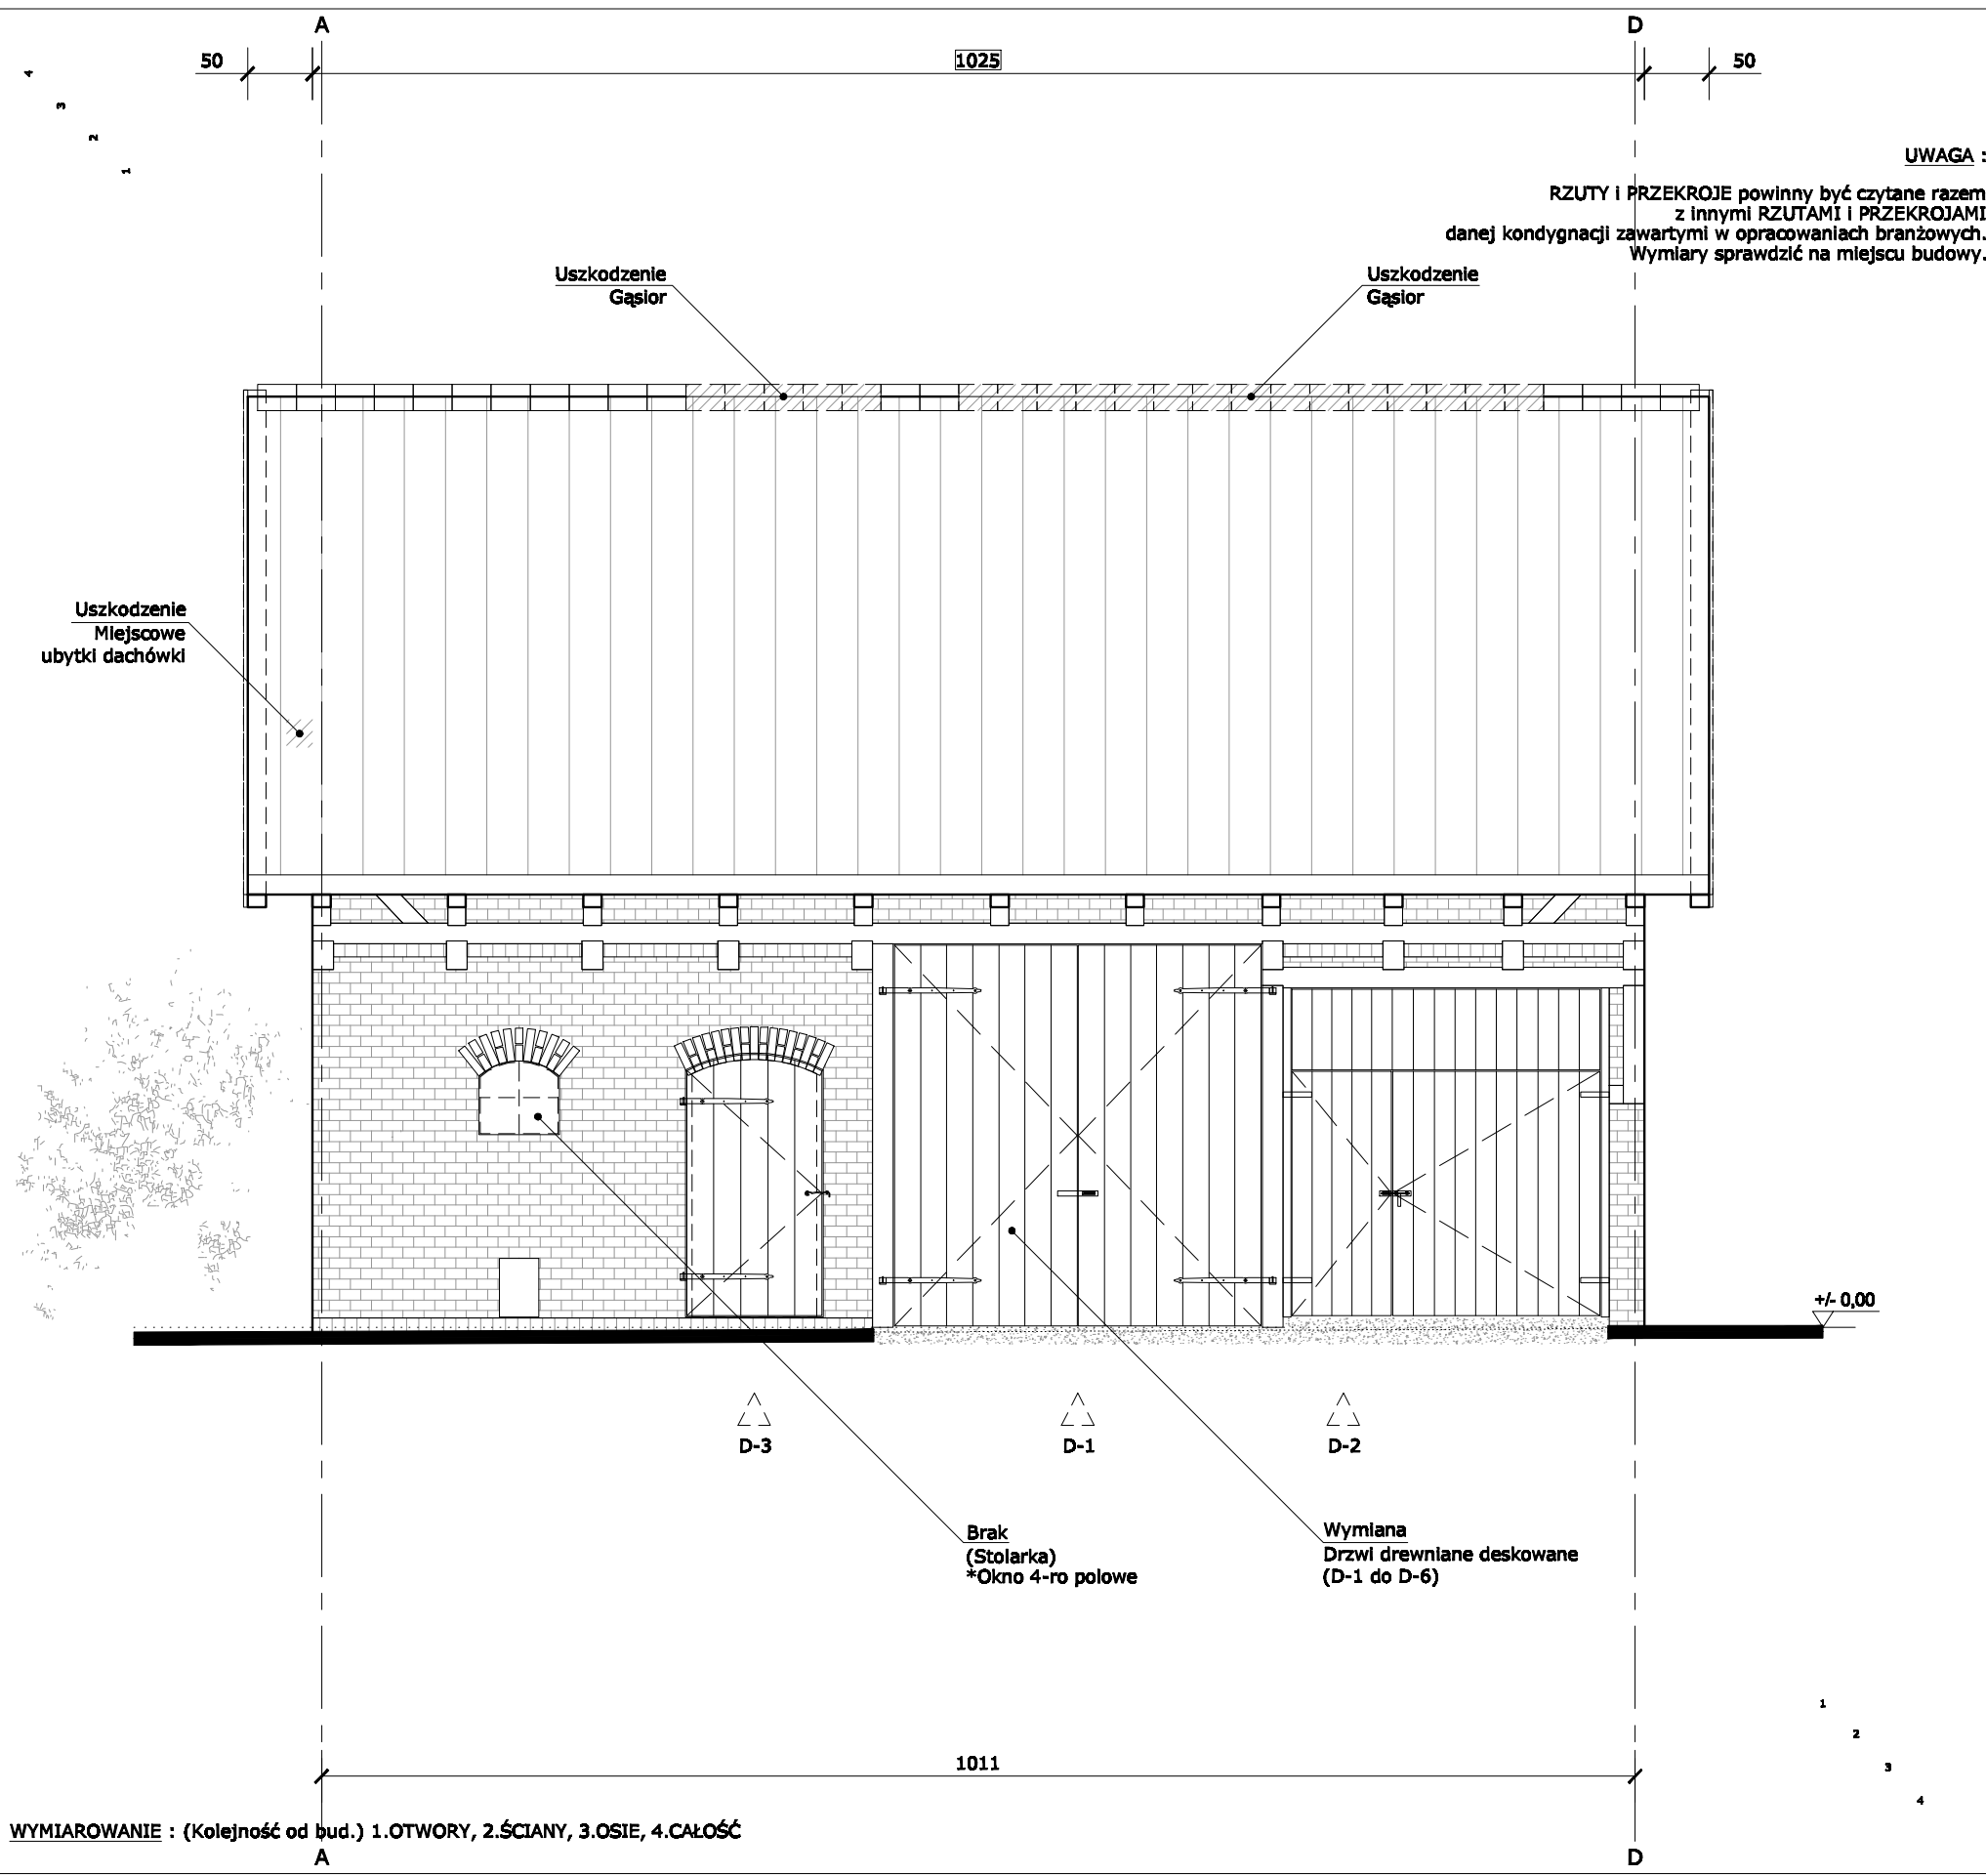 A
D
50
1025
50
4
3
2
1
UWAGA :
RZUTY i PRZEKROJE powinny być czytane razem
z innymi RZUTAMI i PRZEKROJAMI
danej kondygnacji zawartymi w opracowaniach branżowych.
Wymiary sprawdzić na miejscu budowy.
Uszkodzenie
Gąsior
Uszkodzenie
Gąsior
Uszkodzenie
Miejscowe
ubytki dachówki
+/- 0,00
D-3
D-1
D-2
Brak
(Stolarka)
*Okno 4-ro polowe
Wymiana
Drzwi drewniane deskowane
(D-1 do D-6)
1
2
3
4
1011
WYMIAROWANIE : (Kolejność od bud.) 1.OTWORY, 2.ŚCIANY, 3.OSIE, 4.CAŁOŚĆ
A
D